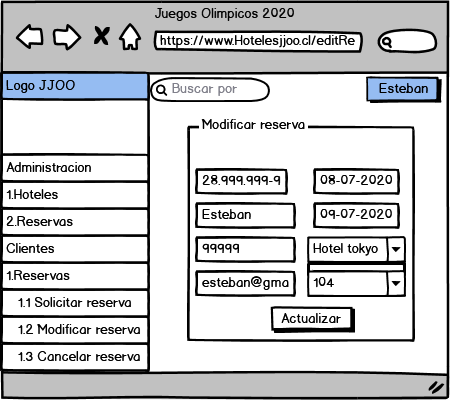 Juegos Olimpicos 2020
https://www.Hotelesjjoo.cl/editRe
Logo JJOO
Buscar por
Esteban
Modificar reserva
Administracion
1.Hoteles
2.Reservas
Clientes
1.Reservas
1.1 Solicitar reserva
1.2 Modificar reserva
1.3 Cancelar reserva
28.999.999-9
08-07-2020
Esteban
09-07-2020
99999
Hotel tokyo
esteban@gma
104
Actualizar